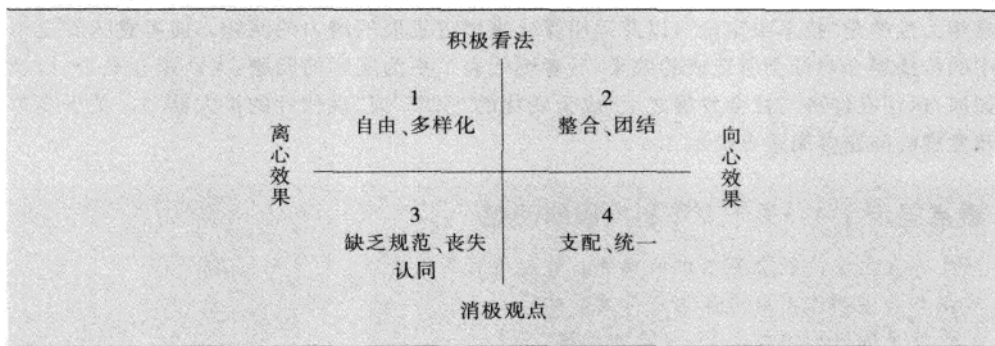 积极看法
1
自由、多样化
2
整合、团结
离心效果
向心效果
3
缺乏规范、丧失
认同
4
支配、统一
消极观点